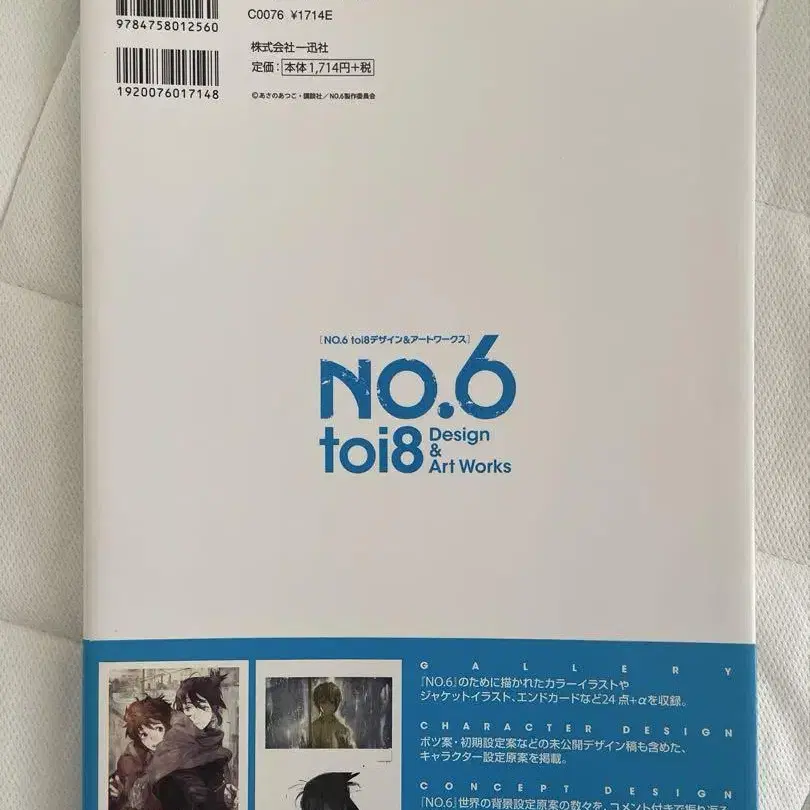 9784758012560
C0076 ¥1714E
株式会社一迅社
定価：本体1,714円+税
1920076017148
©あさのあつこ・講談社／NO.6製作委員会
［NO.6 toi8デザイン&アートワークス］
NO.6
toi8 Design & Art Works
GALLERY
『NO.6』のために描かれたカラーイラストや
ジャケットイラスト、エンドカードなど24点+αを収録。
CHARACTER DESIGN
ボツ案・初期設定案などの未公開デザイン稿も含めた、
キャラクター設定原案を掲載。
CONCEPT DESIGN
『NO.6』世界の背景設定原案の数々を、コメント付きで振り返る